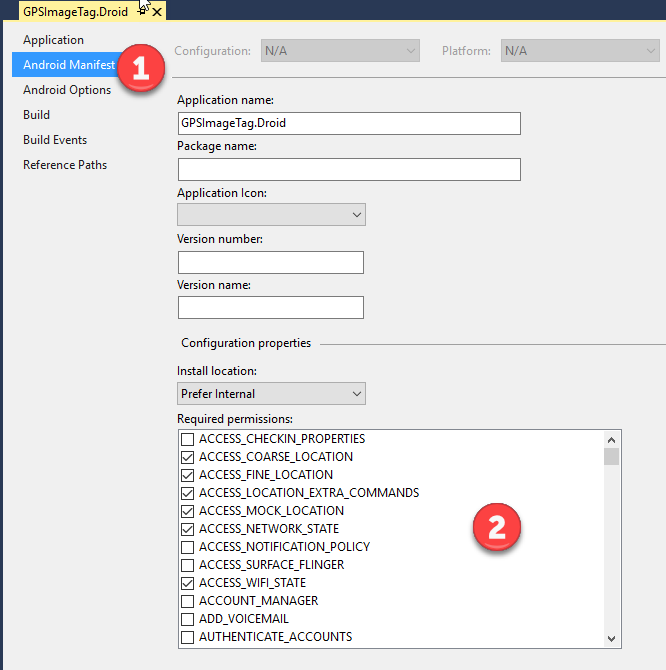 GPSImageTag.Droid
Application
Android Manifest
Android Options
Build
Build Events
Reference Paths
1
Configuration: N/A Platform: N/A
Application name:
GPSImageTag.Droid
Package name:
Application Icon:
Version number:
Version name:
Configuration properties
Install location:
Prefer Internal
Required permissions:
ACCESS_CHECKIN_PROPERTIES
ACCESS_COARSE_LOCATION
ACCESS_FINE_LOCATION
ACCESS_LOCATION_EXTRA_COMMANDS
ACCESS_MOCK_LOCATION
ACCESS_NETWORK_STATE
ACCESS_NOTIFICATION_POLICY
ACCESS_SURFACE_FLINGER
ACCESS_WIFI_STATE
ACCOUNT_MANAGER
ADD_VOICEMAIL
AUTHENTICATE_ACCOUNTS
2